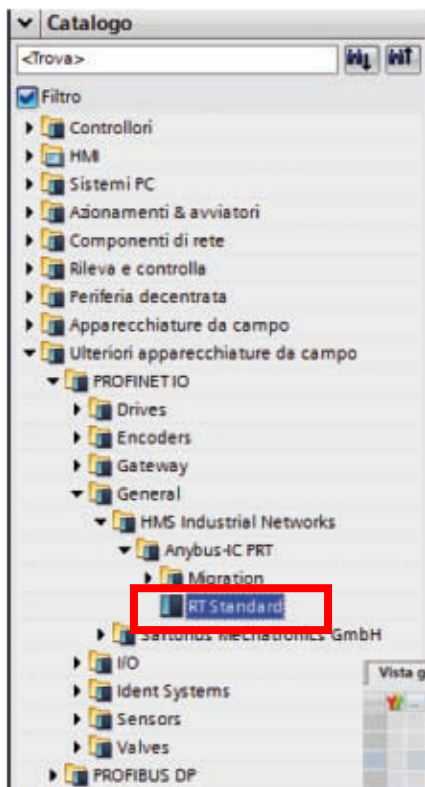 Catalogo
<Trova>
Filtro
Controllori
HMI
Sistemi PC
Azionamenti & avviatori
Componenti di rete
Rileva e controlla
Periferia decentrata
Apparecchiature da campo
Ulteriori apparecchiature da campo
PROFINET IO
Drives
Encoders
Gateway
General
HMS Industrial Networks
Anybus-IC PRT
Migration
RT Standard
Sartorius Mechatronics GmbH
I/O
Vista g
Ident Systems
Sensors
Valves
PROFIBUS DP